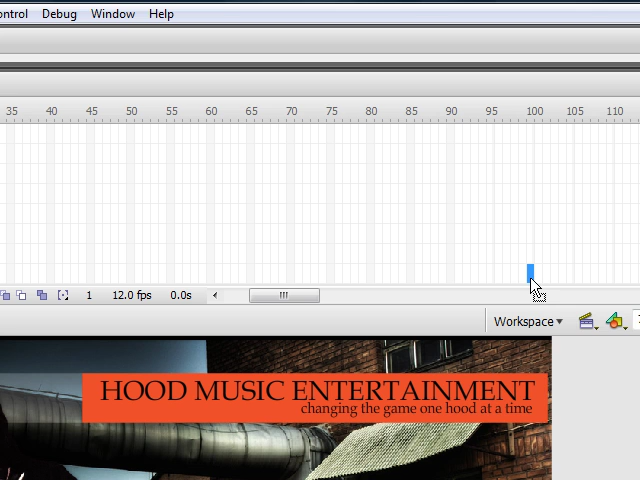 ontrol Debug Window Help
35 40 45 50 55 60 65 70 75 80 85 90 95 100 105 110
1 12.0 fps 0.0s
Workspace
HOOD MUSIC ENTERTAINMENT
changing the game one hood at a time